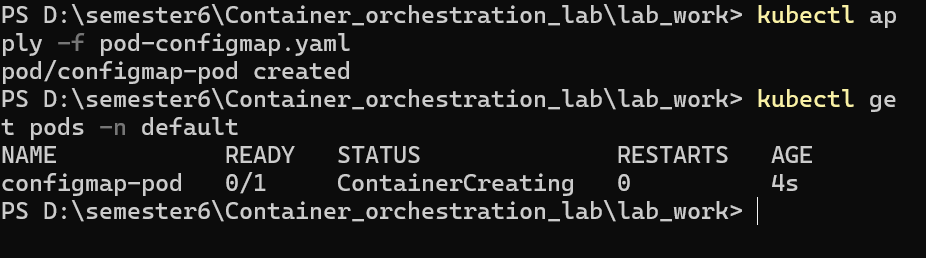 PS D:\semester6\Container_orchestration_lab\lab_work> kubectl ap
ply -f pod-configmap.yaml
pod/configmap-pod created
PS D:\semester6\Container_orchestration_lab\lab_work> kubectl ge
t pods -n default
NAME            READY   STATUS              RESTARTS   AGE
configmap-pod   0/1     ContainerCreating   0          4s
PS D:\semester6\Container_orchestration_lab\lab_work>